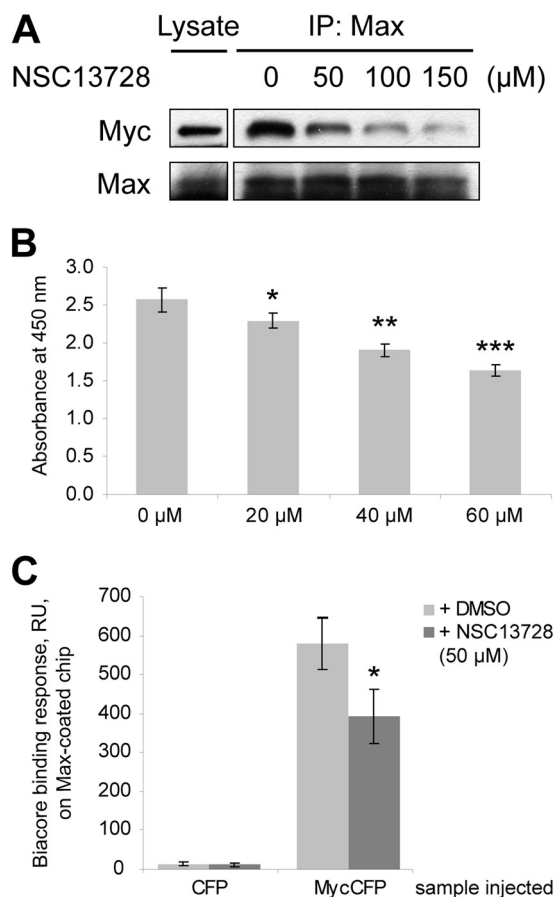 A
Lysate IP: Max
NSC13728 0 50 100 150 (µM)
Myc
Max
B
Absorbance at 450 nm
3.0
2.5
2.0
1.5
1.0
0.5
0.0
*
**
***
0 µM 20 µM 40 µM 60 µM
C
Biacore binding response, RU,
on Max-coated chip
700
600
500
400
300
200
100
0
+ DMSO
+ NSC13728
(50 µM)
*
CFP MycCFP sample injected